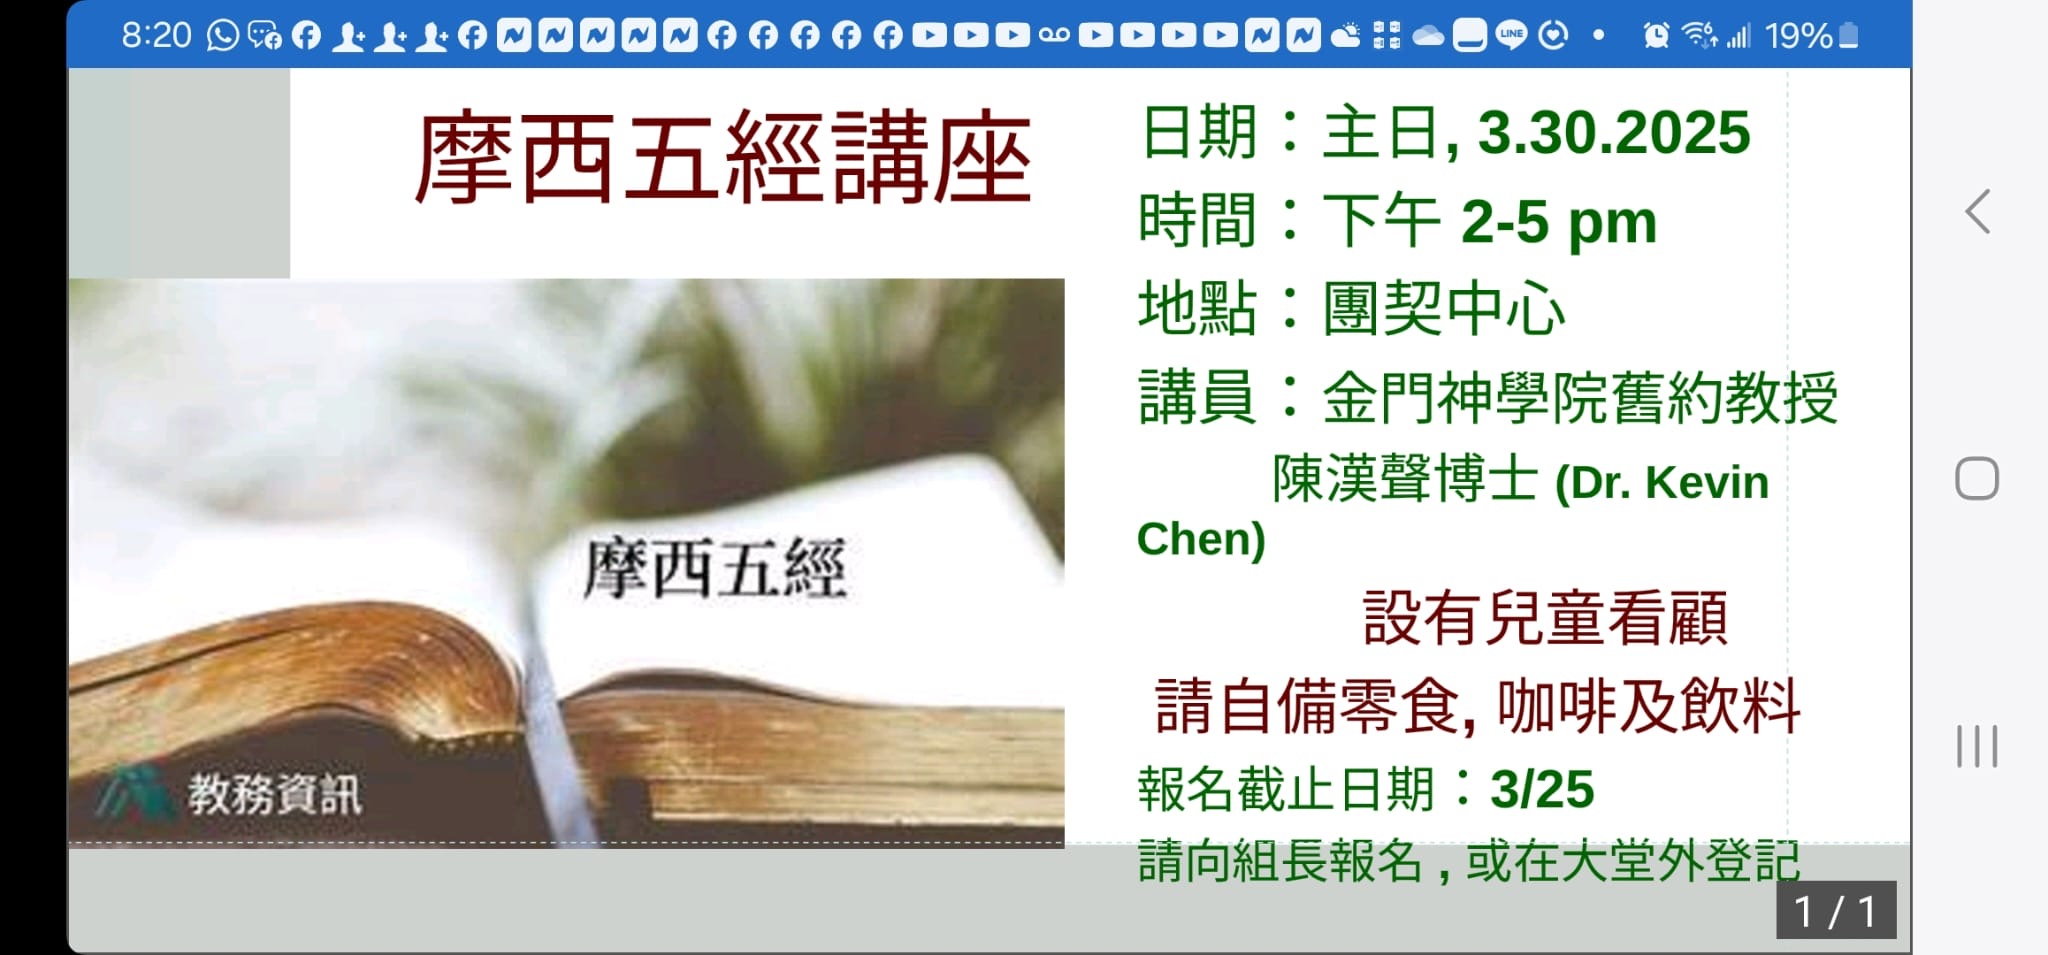 8:20
LINE
6
19%
摩西五經講座
摩西五經
教務資訊
日期：主日, 3.30.2025
時間：下午 2-5 pm
地點：團契中心
講員：金門神學院舊約教授
陳漢聲博士 (Dr. Kevin
Chen)
設有兒童看顧
請自備零食, 咖啡及飲料
報名截止日期：3/25
請向組長報名 , 或在大堂外登記
1 / 1